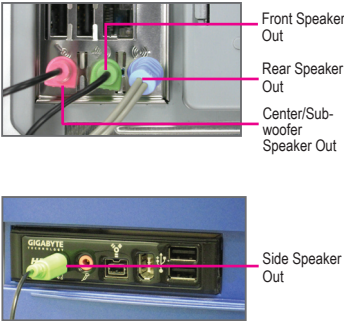 Front Speaker
Out
Rear Speaker
Out
Center/Sub-
woofer
Speaker Out
GIGABYTE
TECHNOLOGY
Side Speaker
Out